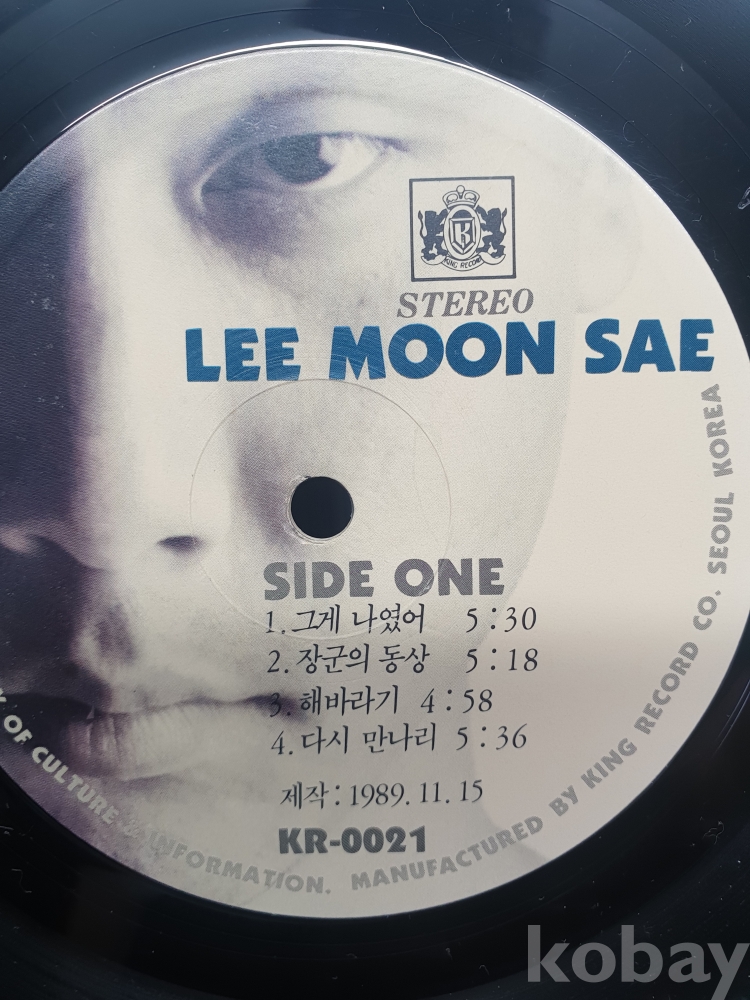 KING RECORD
STEREO
LEE MOON SAE
SIDE ONE
1. 그게 나였어 5:30
2. 장군의 동상 5:18
3. 해바라기 4:58
4. 다시 만나리 5:36
제작: 1989. 11. 15
KR-0021
OF CULTURE & INFORMATION. MANUFACTURED BY KING RECORD CO. SEOUL KOREA
kobay